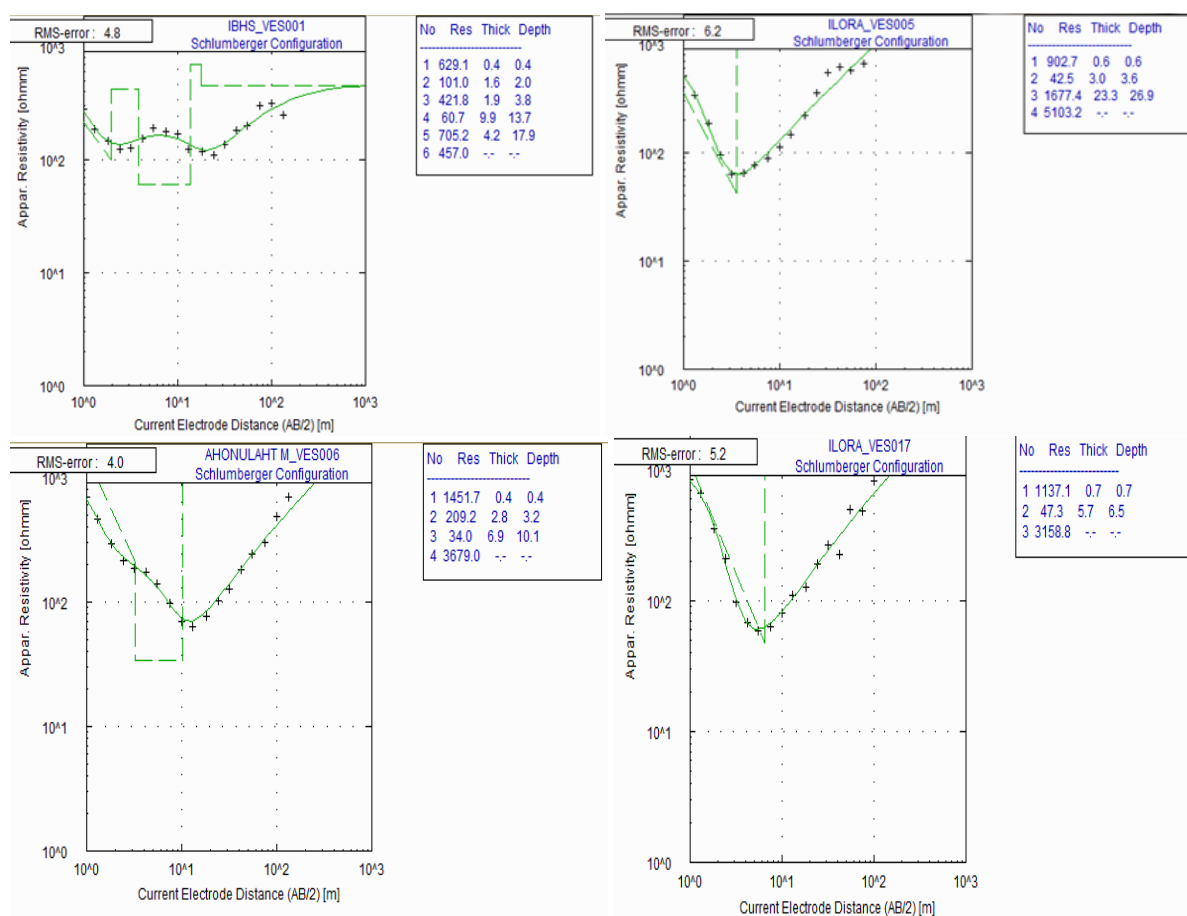 RMS-error : 4.8
IBHS_VES001
Schlumberger Configuration
10^3
10^2
10^1
10^0
Appar. Resistivity [ohmm]
10^0 10^1 10^2 10^3
Current Electrode Distance (AB/2) [m]
No Res Thick Depth
------------------------
1 629.1 0.4 0.4
2 101.0 1.6 2.0
3 421.8 1.9 3.8
4 60.7 9.9 13.7
5 705.2 4.2 17.9
6 457.0 -.-
RMS-error : 6.2
ILORA_VES005
Schlumberger Configuration
10^3
10^2
10^1
10^0
Appar. Resistivity [ohmm]
10^0 10^1 10^2 10^3
Current Electrode Distance (AB/2) [m]
No Res Thick Depth
------------------------
1 902.7 0.6 0.6
2 42.5 3.0 3.6
3 1677.4 23.3 26.9
4 5103.2 -.- -.-
RMS-error : 4.0
AHONULAHT M_VES006
Schlumberger Configuration
10^3
10^2
10^1
10^0
Appar. Resistivity [ohmm]
10^0 10^1 10^2 10^3
Current Electrode Distance (AB/2) [m]
No Res Thick Depth
------------------------
1 1451.7 0.4 0.4
2 209.2 2.8 3.2
3 34.0 6.9 10.1
4 3679.0 -.- -.-
RMS-error : 5.2
ILORA_VES017
Schlumberger Configuration
10^3
10^2
10^1
10^0
Appar. Resistivity [ohmm]
10^0 10^1 10^2 10^3
Current Electrode Distance (AB/2) [m]
No Res Thick Depth
------------------------
1 1137.1 0.7 0.7
2 47.3 5.7 6.5
3 3158.8 -.- -.-